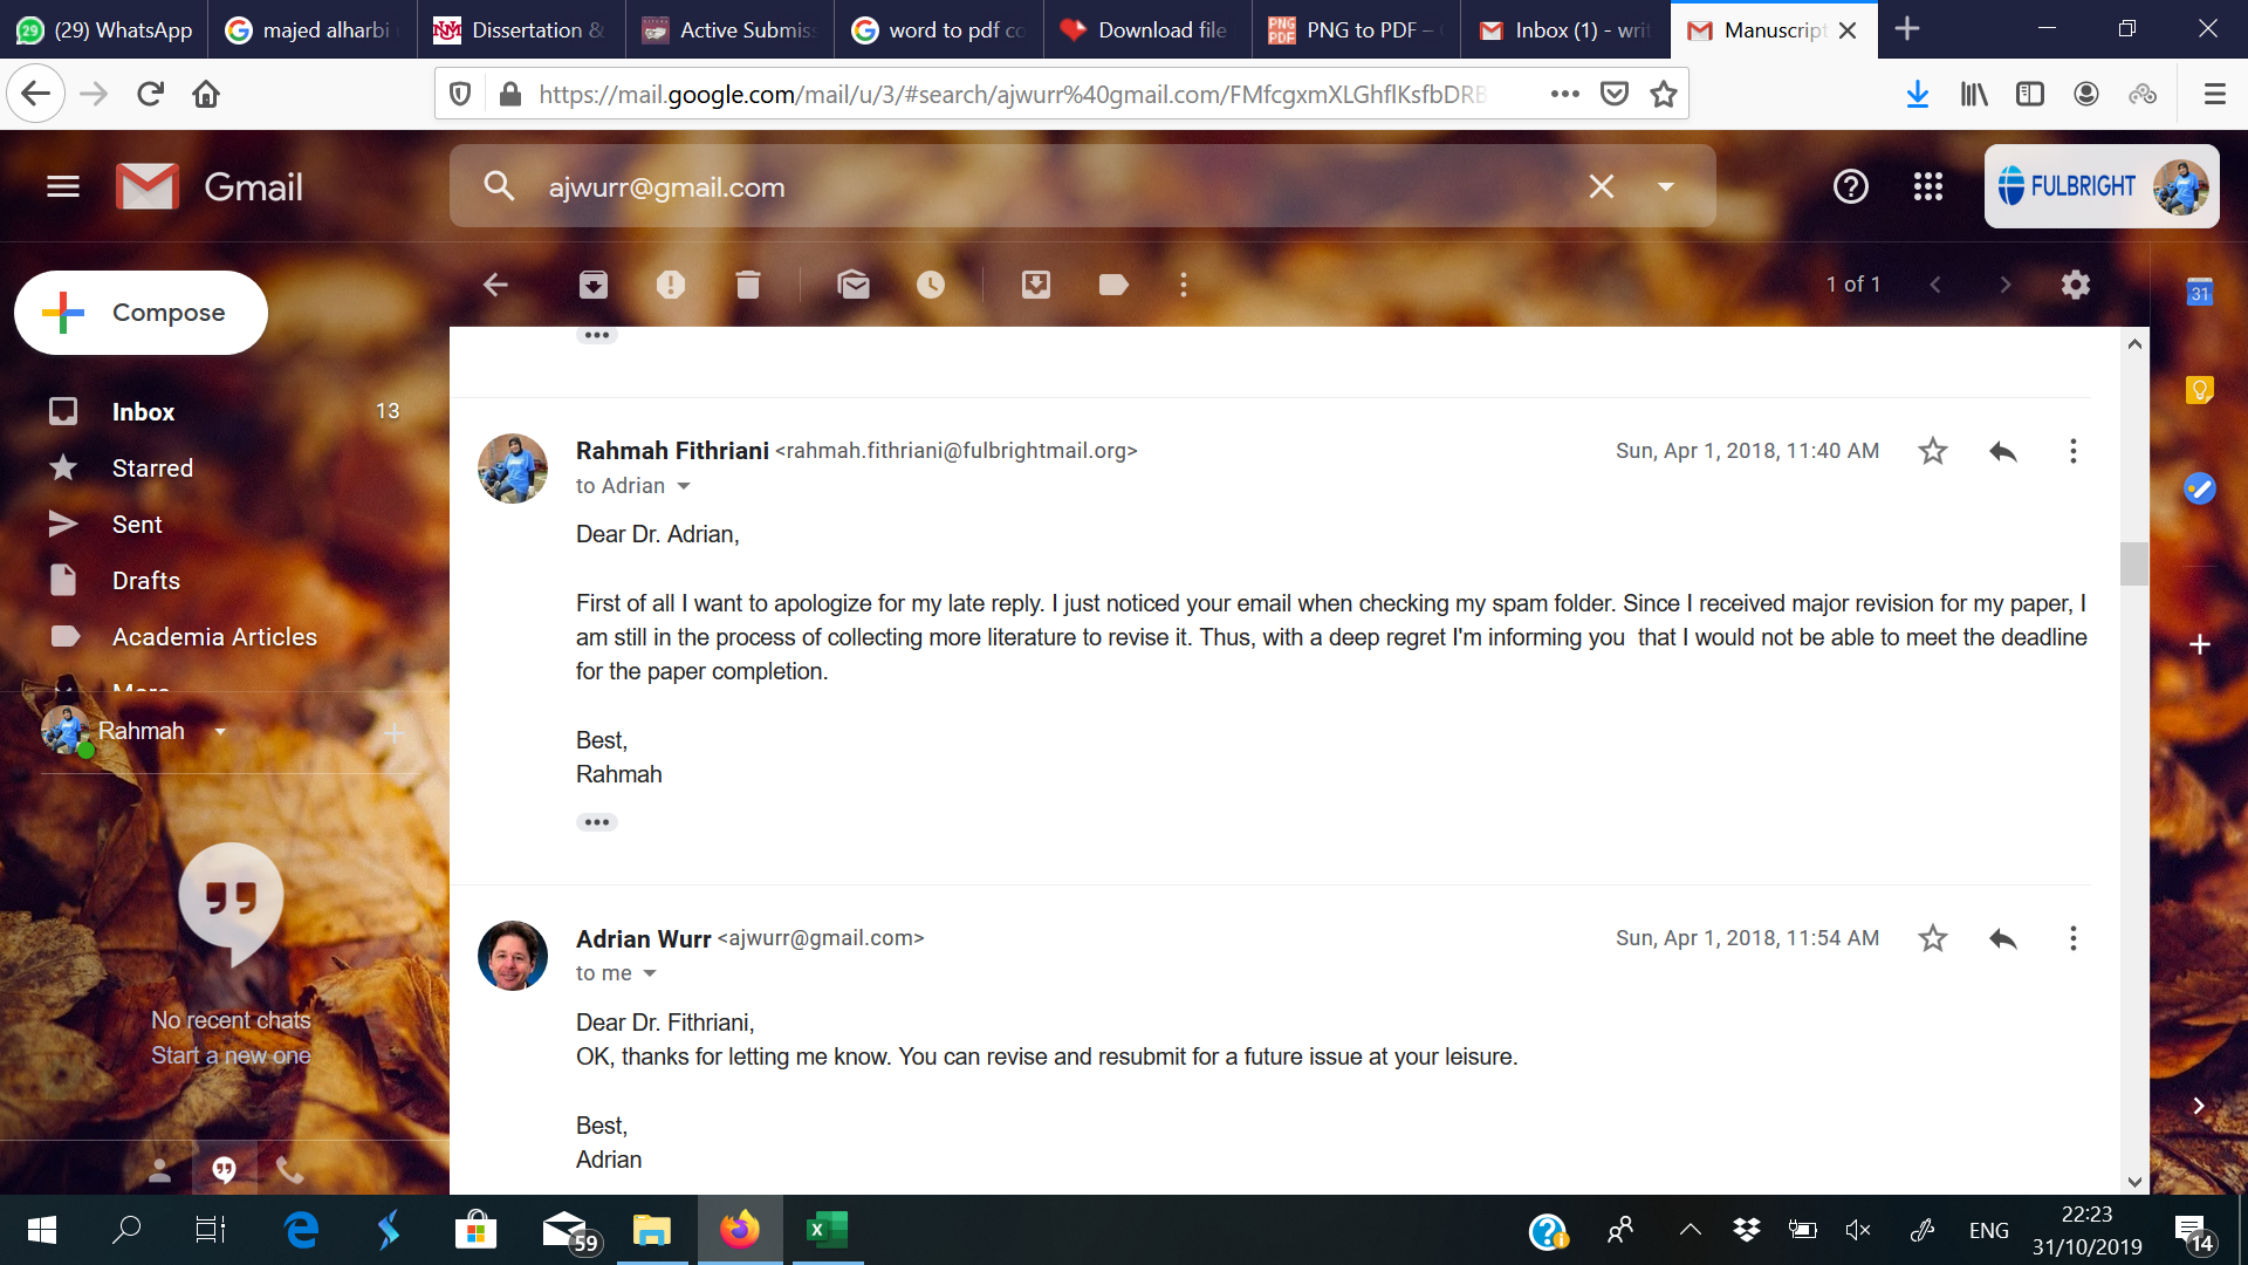 (29) WhatsApp
majed alharbi
Dissertation &
Active Submiss
word to pdf co
Download file
PNG to PDF –
Inbox (1) - writ
Manuscript
https://mail.google.com/mail/u/3/#search/ajwurr%40gmail.com/FMfcgxmXLGhflKsfbDRB
Gmail
ajwurr@gmail.com
FULBRIGHT
Compose
1 of 1
31
Inbox 13
Starred
Sent
Drafts
Academia Articles
More
Rahmah
No recent chats
Start a new one
Rahmah Fithriani <rahmah.fithriani@fulbrightmail.org>
Sun, Apr 1, 2018, 11:40 AM
to Adrian
Dear Dr. Adrian,
First of all I want to apologize for my late reply. I just noticed your email when checking my spam folder. Since I received major revision for my paper, I
am still in the process of collecting more literature to revise it. Thus, with a deep regret I'm informing you  that I would not be able to meet the deadline
for the paper completion.
Best,
Rahmah
Adrian Wurr <ajwurr@gmail.com>
Sun, Apr 1, 2018, 11:54 AM
to me
Dear Dr. Fithriani,
OK, thanks for letting me know. You can revise and resubmit for a future issue at your leisure.
Best,
Adrian
59
ENG
22:23
31/10/2019
14